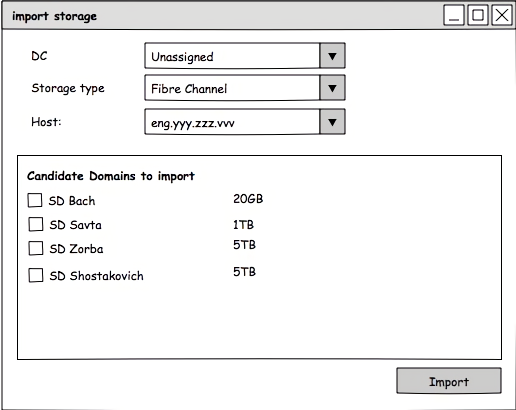 import storage
DC Unassigned
Storage type Fibre Channel
Host: eng.yyy.zzz.vvv
Candidate Domains to import
SD Bach 20GB
SD Savta 1TB
SD Zorba 5TB
SD Shostakovich 5TB
Import